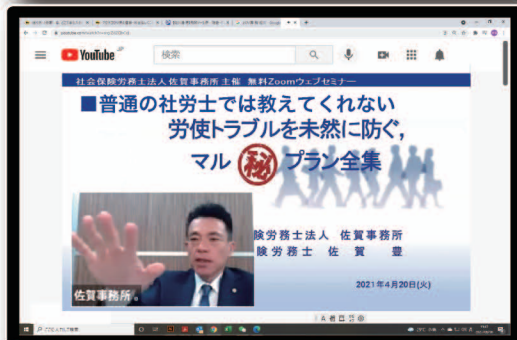 YouTube JP
検索
社会保険労務士法人佐賀事務所主催 無料Zoomウェブセミナー
■普通の社労士では教えてくれない
労使トラブルを未然に防ぐ,
マル秘プラン全集
険労務士法人 佐賀事務所
険労務士 佐賀 豊
佐賀事務所
2021年4月20日(火)